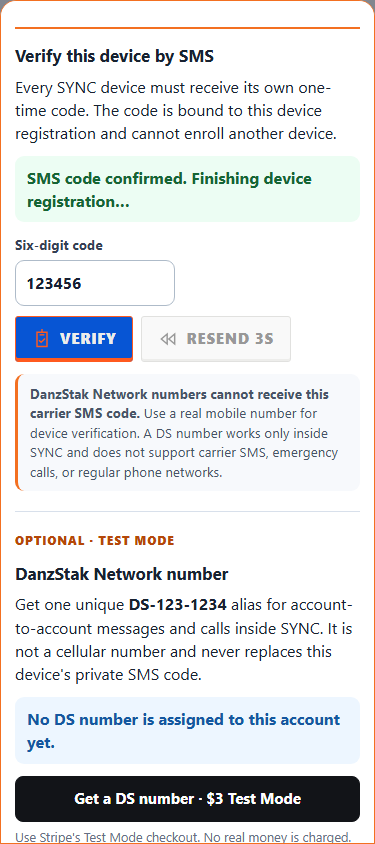 Verify this device by SMS
Every SYNC device must receive its own one-
time code. The code is bound to this device
registration and cannot enroll another device.
SMS code confirmed. Finishing device
registration...
Six-digit code
123456
VERIFY
RESEND 3S
DanzStak Network numbers cannot receive this
carrier SMS code. Use a real mobile number for
device verification. A DS number works only inside
SYNC and does not support carrier SMS, emergency
calls, or regular phone networks.
OPTIONAL · TEST MODE
DanzStak Network number
Get one unique DS-123-1234 alias for account-
to-account messages and calls inside SYNC. It is
not a cellular number and never replaces this
device's private SMS code.
No DS number is assigned to this account
yet.
Get a DS number · $3 Test Mode
Use Stripe's Test Mode checkout. No real money is charged.